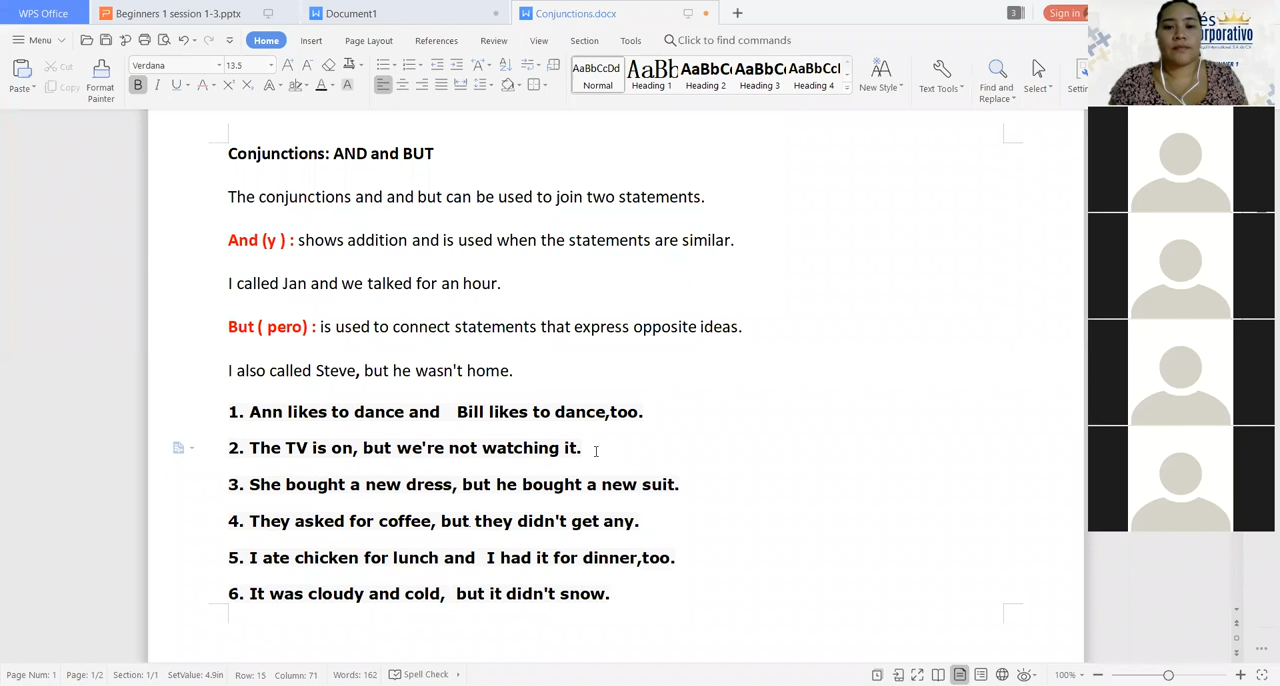 WPS Office
Beginners 1 session 1-3.pptx
Document1
Conjunctions.docx
3
Sign in
és
Menu
Home
Insert
Page Layout
References
Review
View
Section
Tools
Click to find commands
orporativo
Paste
Cut
Copy
Format
Painter
Verdana
13.5
AaBbCcDd
Normal
AaBb
Heading 1
AaBbC
Heading 2
AaBbC
Heading 3
AaBbCcI
Heading 4
New Style
Text Tools
Find and
Replace
Select
Settin
Conjunctions: AND and BUT
The conjunctions and and but can be used to join two statements.
And (y ) : shows addition and is used when the statements are similar.
I called Jan and we talked for an hour.
But ( pero) : is used to connect statements that express opposite ideas.
I also called Steve, but he wasn't home.
1. Ann likes to dance and Bill likes to dance,too.
2. The TV is on, but we're not watching it.
3. She bought a new dress, but he bought a new suit.
4. They asked for coffee, but they didn't get any.
5. I ate chicken for lunch and I had it for dinner,too.
6. It was cloudy and cold, but it didn't snow.
Page Num: 1
Page: 1/2
Section: 1/1
SetValue: 4.9in
Row: 15
Column: 71
Words: 162
Spell Check
100%